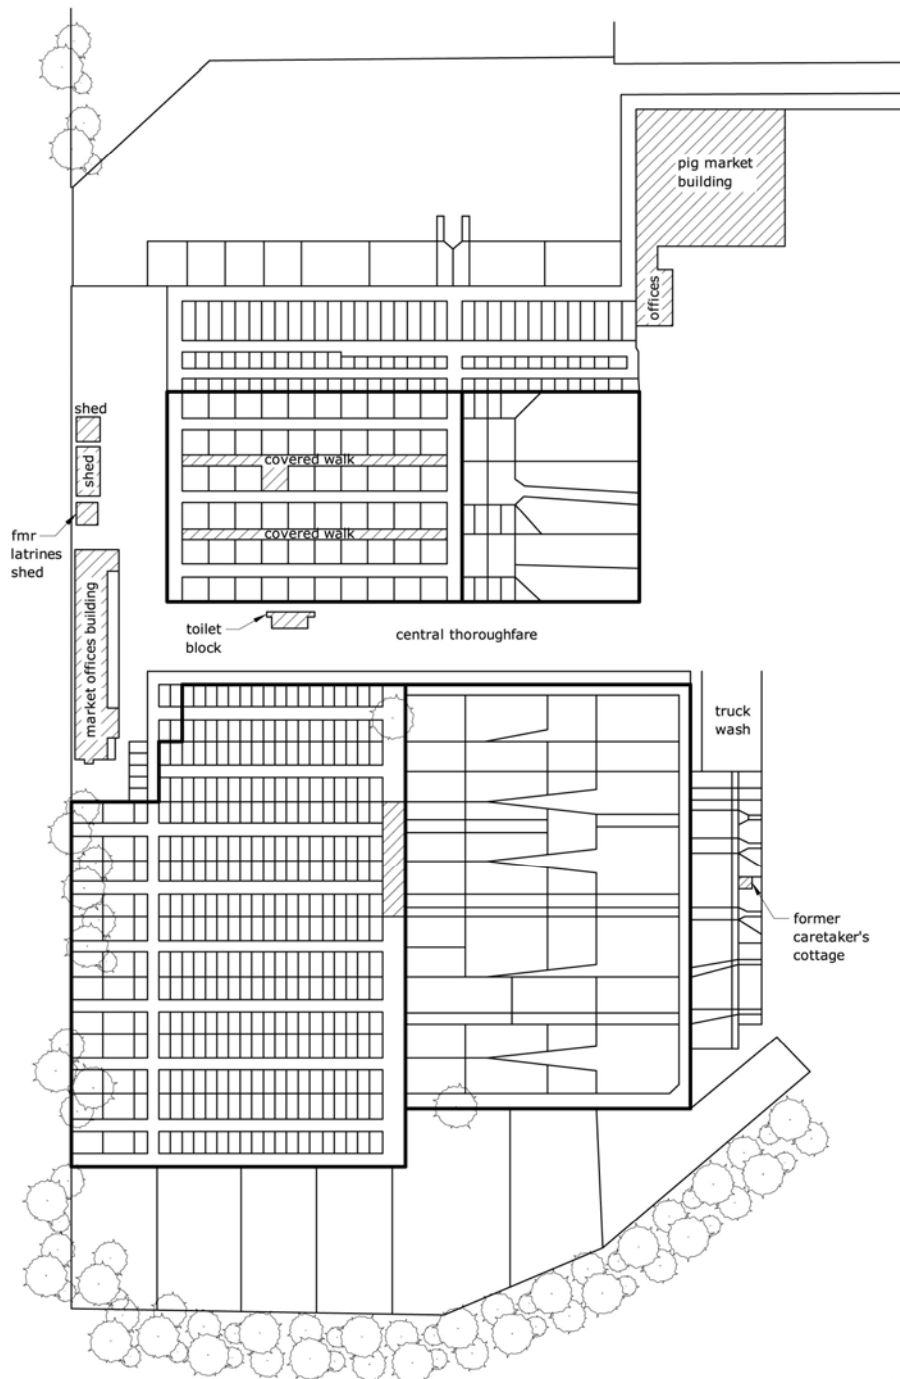 pig market
building
offices
shed
shed
covered walk
covered walk
fmr
latrines
shed
market offices building
toilet
block
central thoroughfare
truck
wash
former
caretaker's
cottage